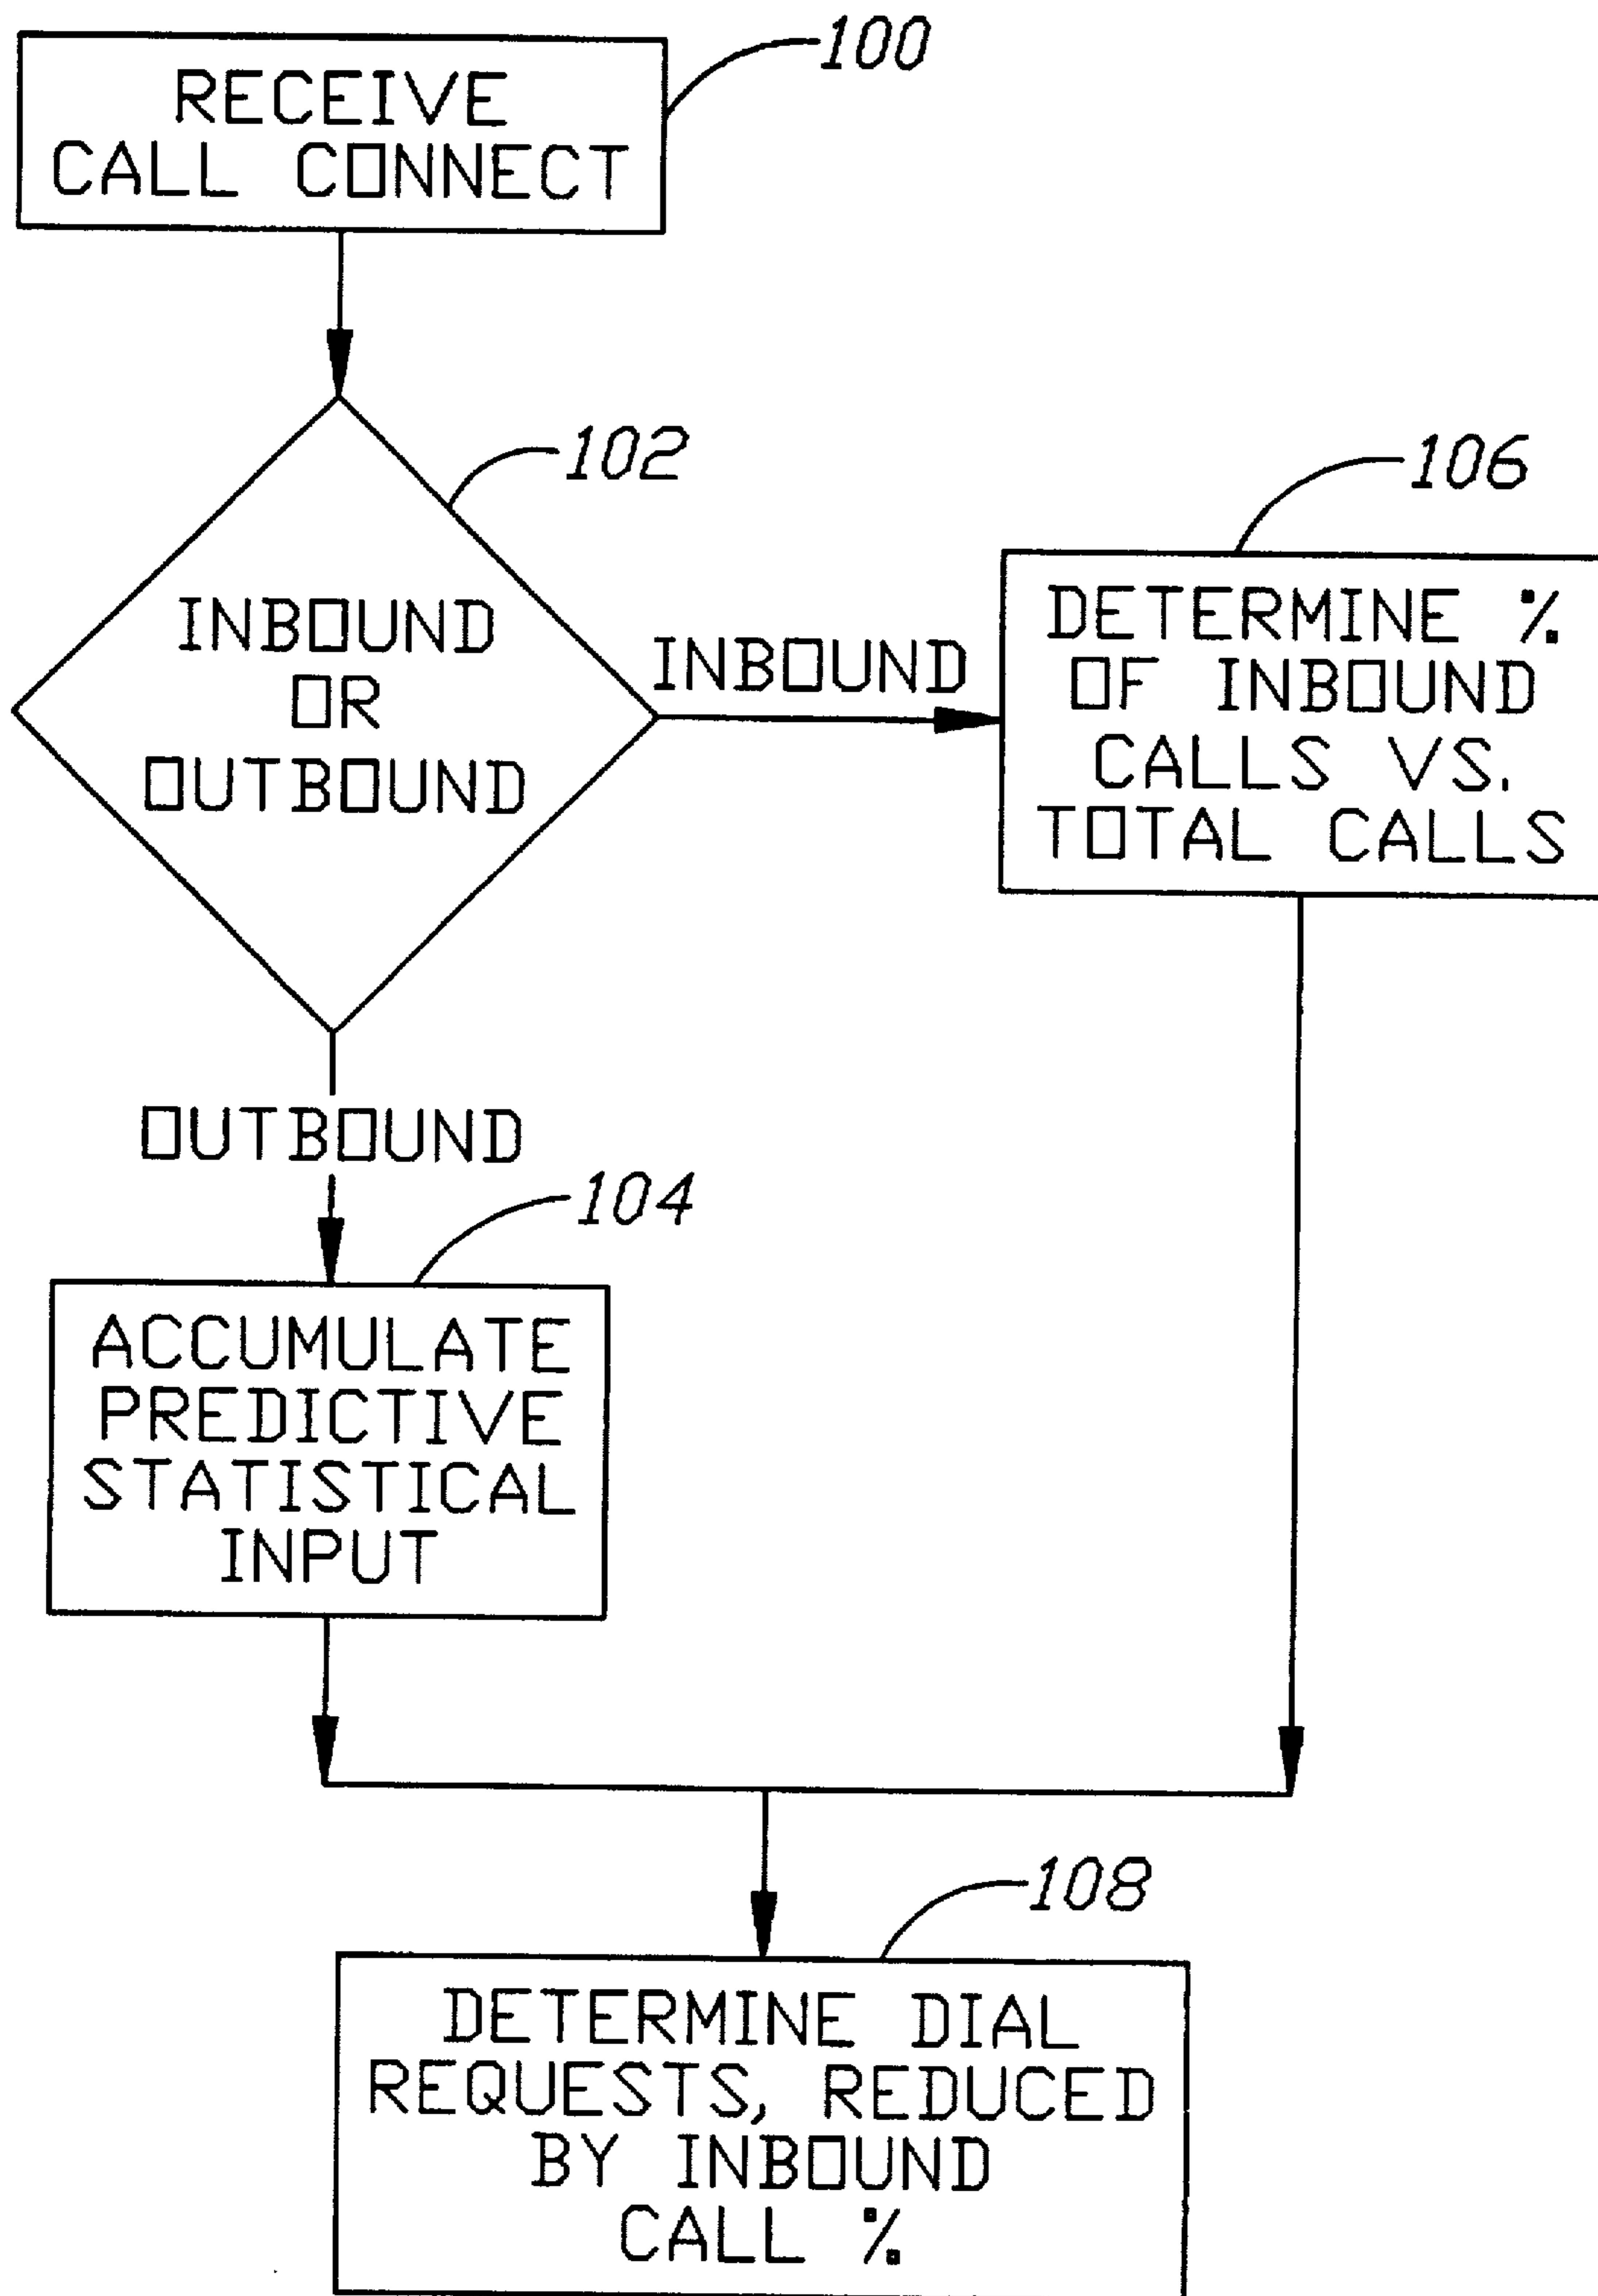 100
RECEIVE
CALL CONNECT
102
INBOUND
OR
OUTBOUND
INBOUND
106
DETERMINE %
OF INBOUND
CALLS VS.
TOTAL CALLS
OUTBOUND
104
ACCUMULATE
PREDICTIVE
STATISTICAL
INPUT
108
DETERMINE DIAL
REQUESTS, REDUCED
BY INBOUND
CALL %